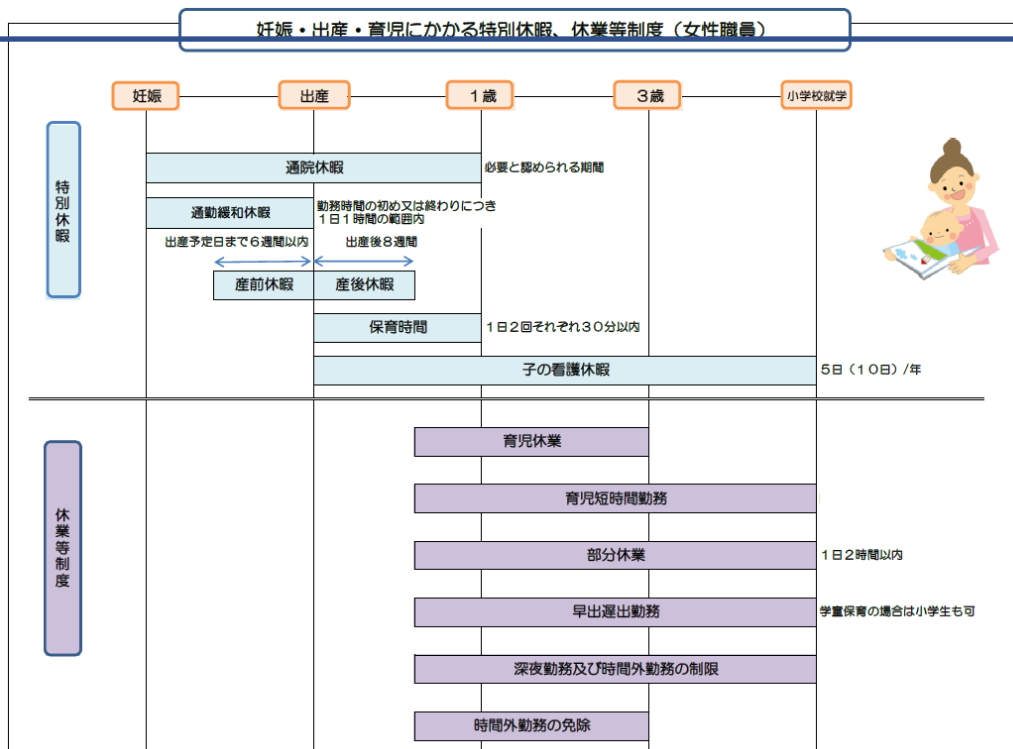 妊娠・出産・育児にかかる特別休暇、休業等制度（女性職員）
妊娠
出産
１歳
３歳
小学校就学
特別休暇
通院休暇
必要と認められる期間
通勤緩和休暇
勤務時間の初め又は終わりにつき
１日１時間の範囲内
出産予定日まで６週間以内
出産後８週間
産前休暇
産後休暇
保育時間
１日２回それぞれ３０分以内
子の看護休暇
５日（１０日）/年
休業等制度
育児休業
育児短時間勤務
部分休業
１日２時間以内
早出遅出勤務
学童保育の場合は小学生も可
深夜勤務及び時間外勤務の制限
時間外勤務の免除